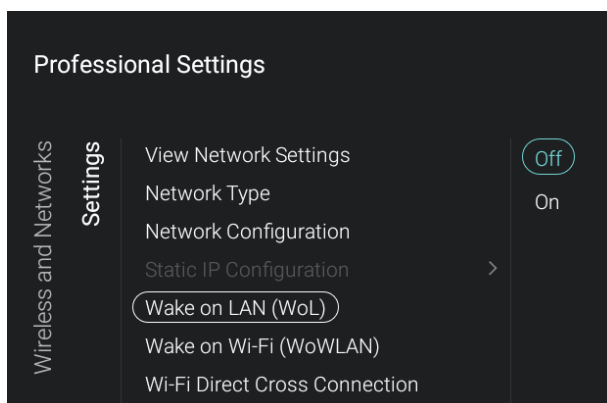 Professional Settings
Wireless and Networks
Settings
View Network Settings
Network Type
Network Configuration
Static IP Configuration
Wake on LAN (WoL)
Wake on Wi-Fi (WoWLAN)
Wi-Fi Direct Cross Connection
Off
On